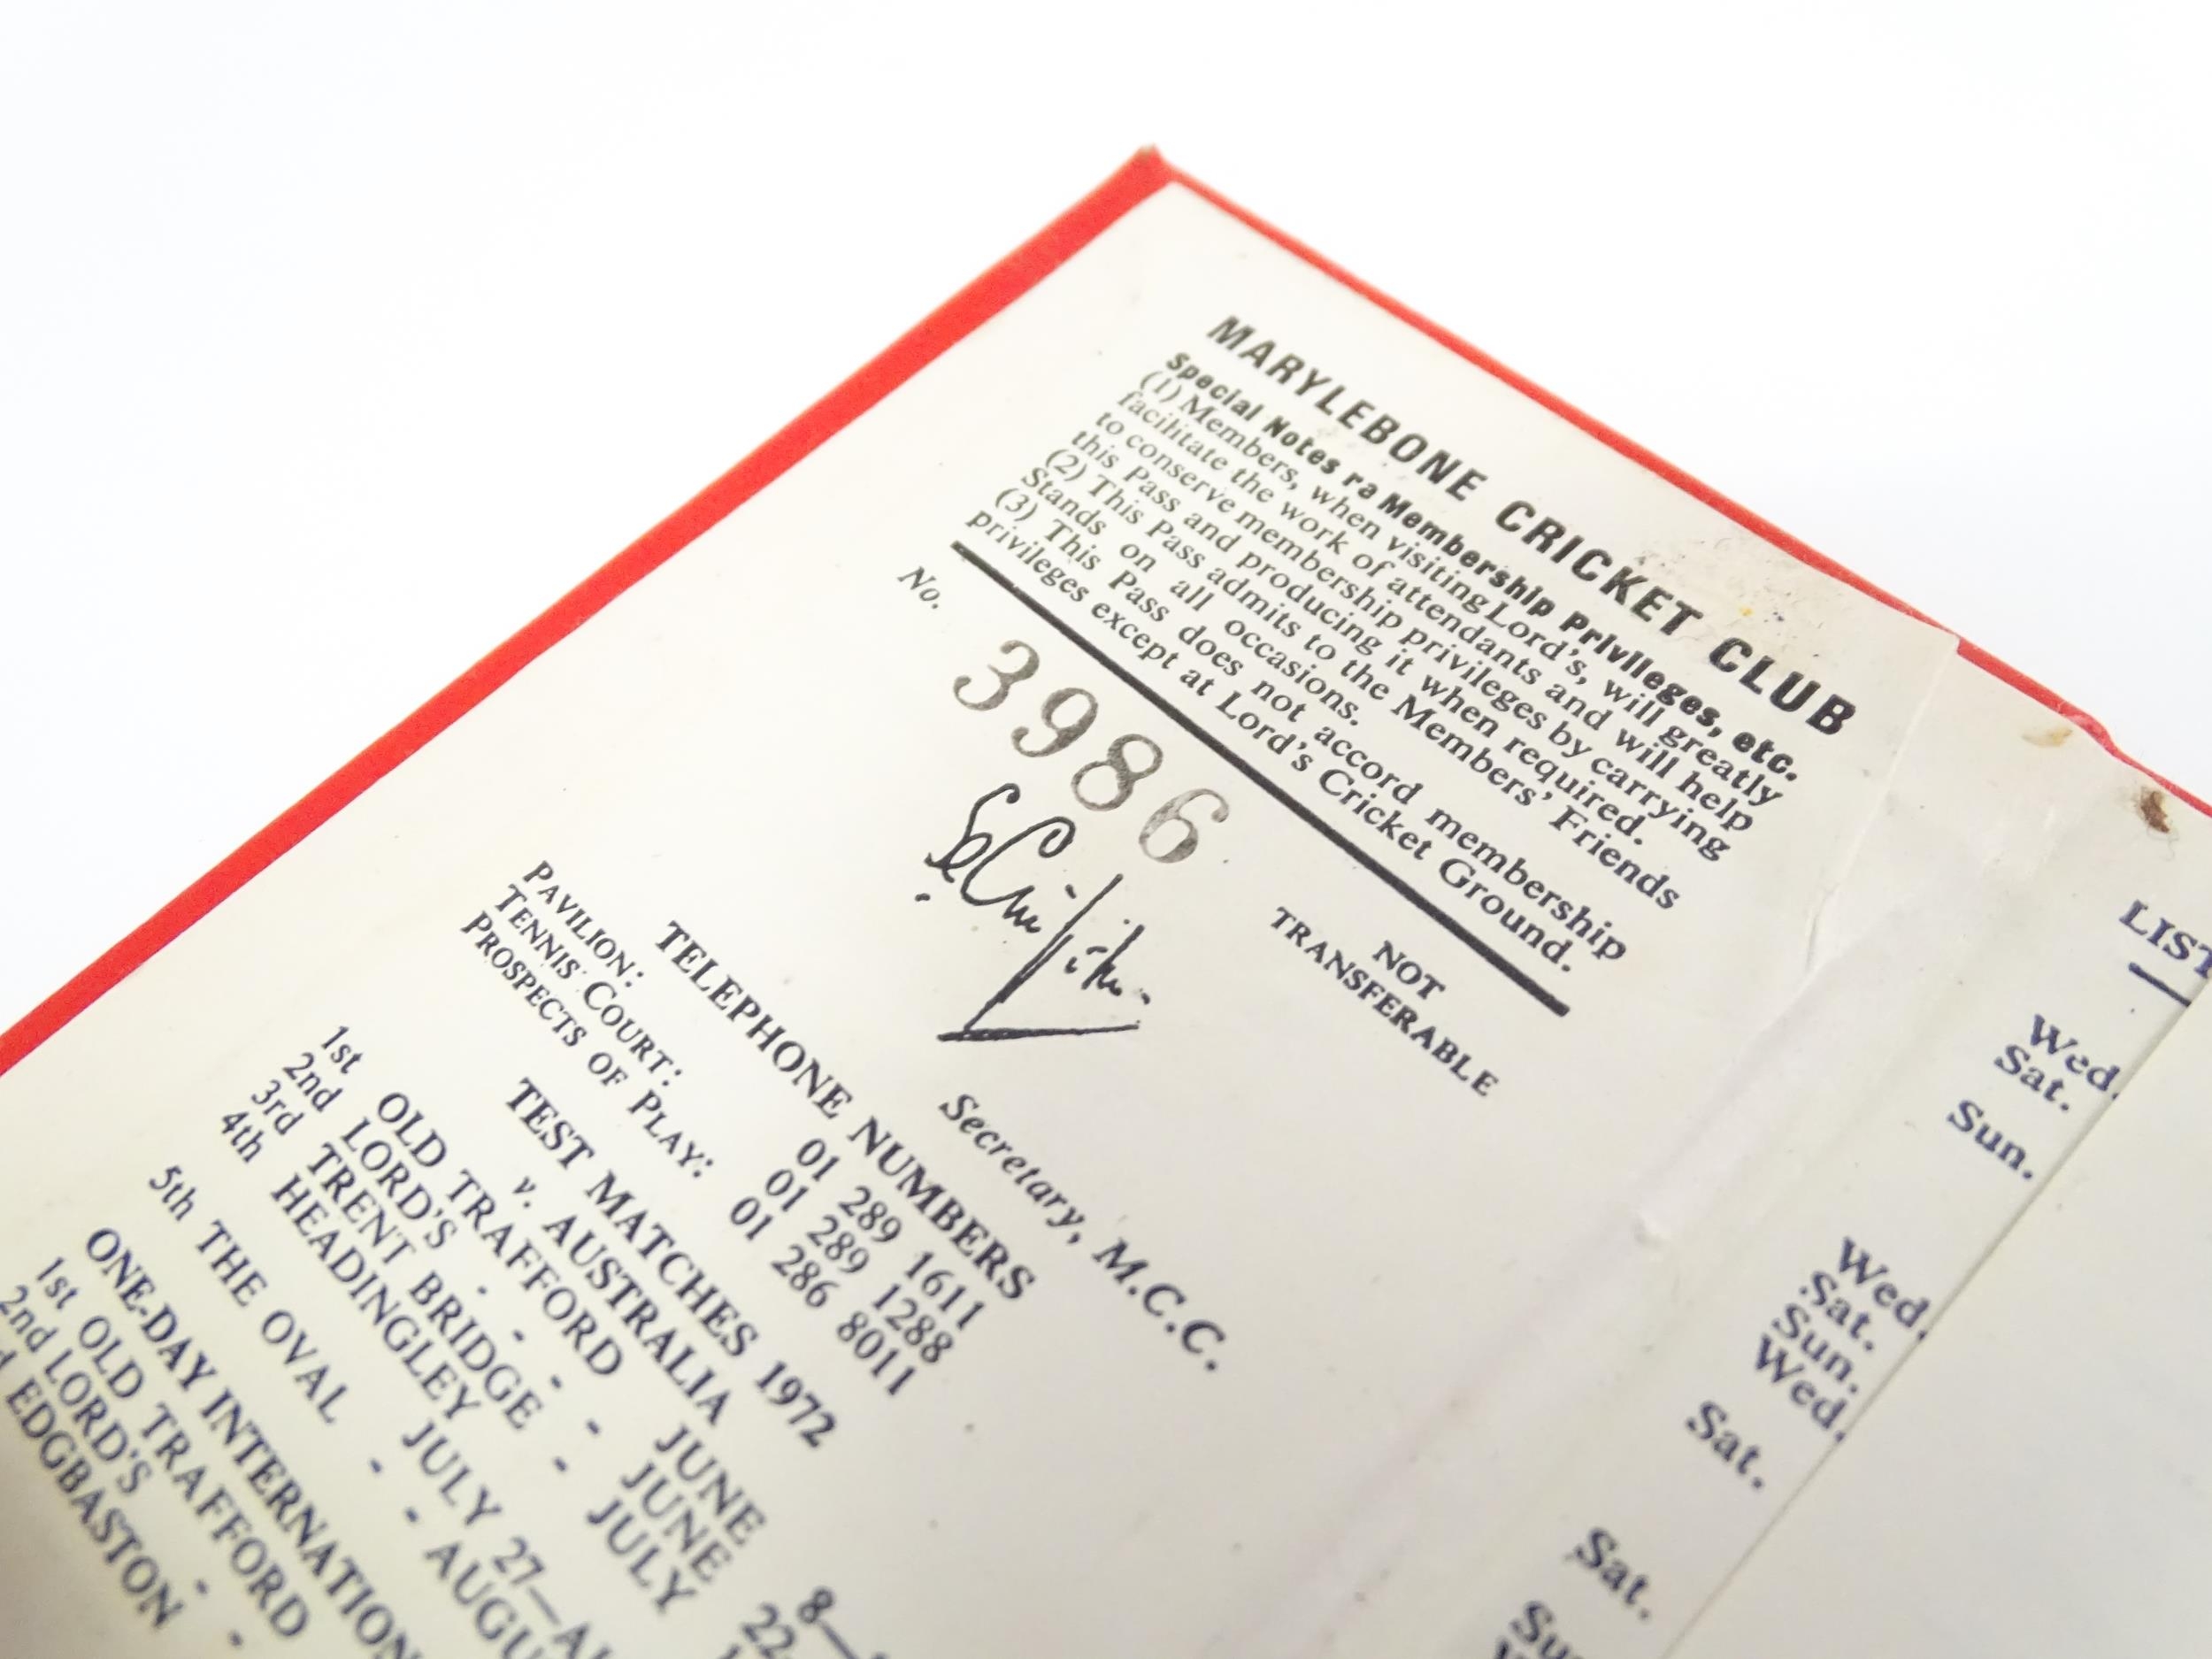 MARYLEBONE CRICKET CLUB
Special Notes ra Membership Privileges, etc.
(1) Members, when visiting Lord's, will greatly
facilitate the work of attendants and will help
to conserve membership privileges by carrying
this Pass and producing it when required.
(2) This Pass admits to the Members' Friends
Stands on all occasions.
(3) This Pass does not accord membership
privileges except at Lord's Cricket Ground.
No.
3986
NOT
TRANSFERABLE
Secretary, M.C.C.
TELEPHONE NUMBERS
PAVILION: 01 289 1611
TENNIS COURT: 01 289 1288
PROSPECTS OF PLAY: 01 286 8011
TEST MATCHES 1972
v. AUSTRALIA
1st OLD TRAFFORD - JUNE 8—
2nd LORD'S - - - JUNE 22
3rd TRENT BRIDGE - JULY
4th HEADINGLEY - JULY 27—
5th THE OVAL - -
ONE-DAY
1st OLD TRAFFORD
2nd LORD'S -
EDGBASTON -
LIST
Wed.
Sat.
Sun.
Wed.
Sat.
Sun.
Wed.
Sat.
Sat.